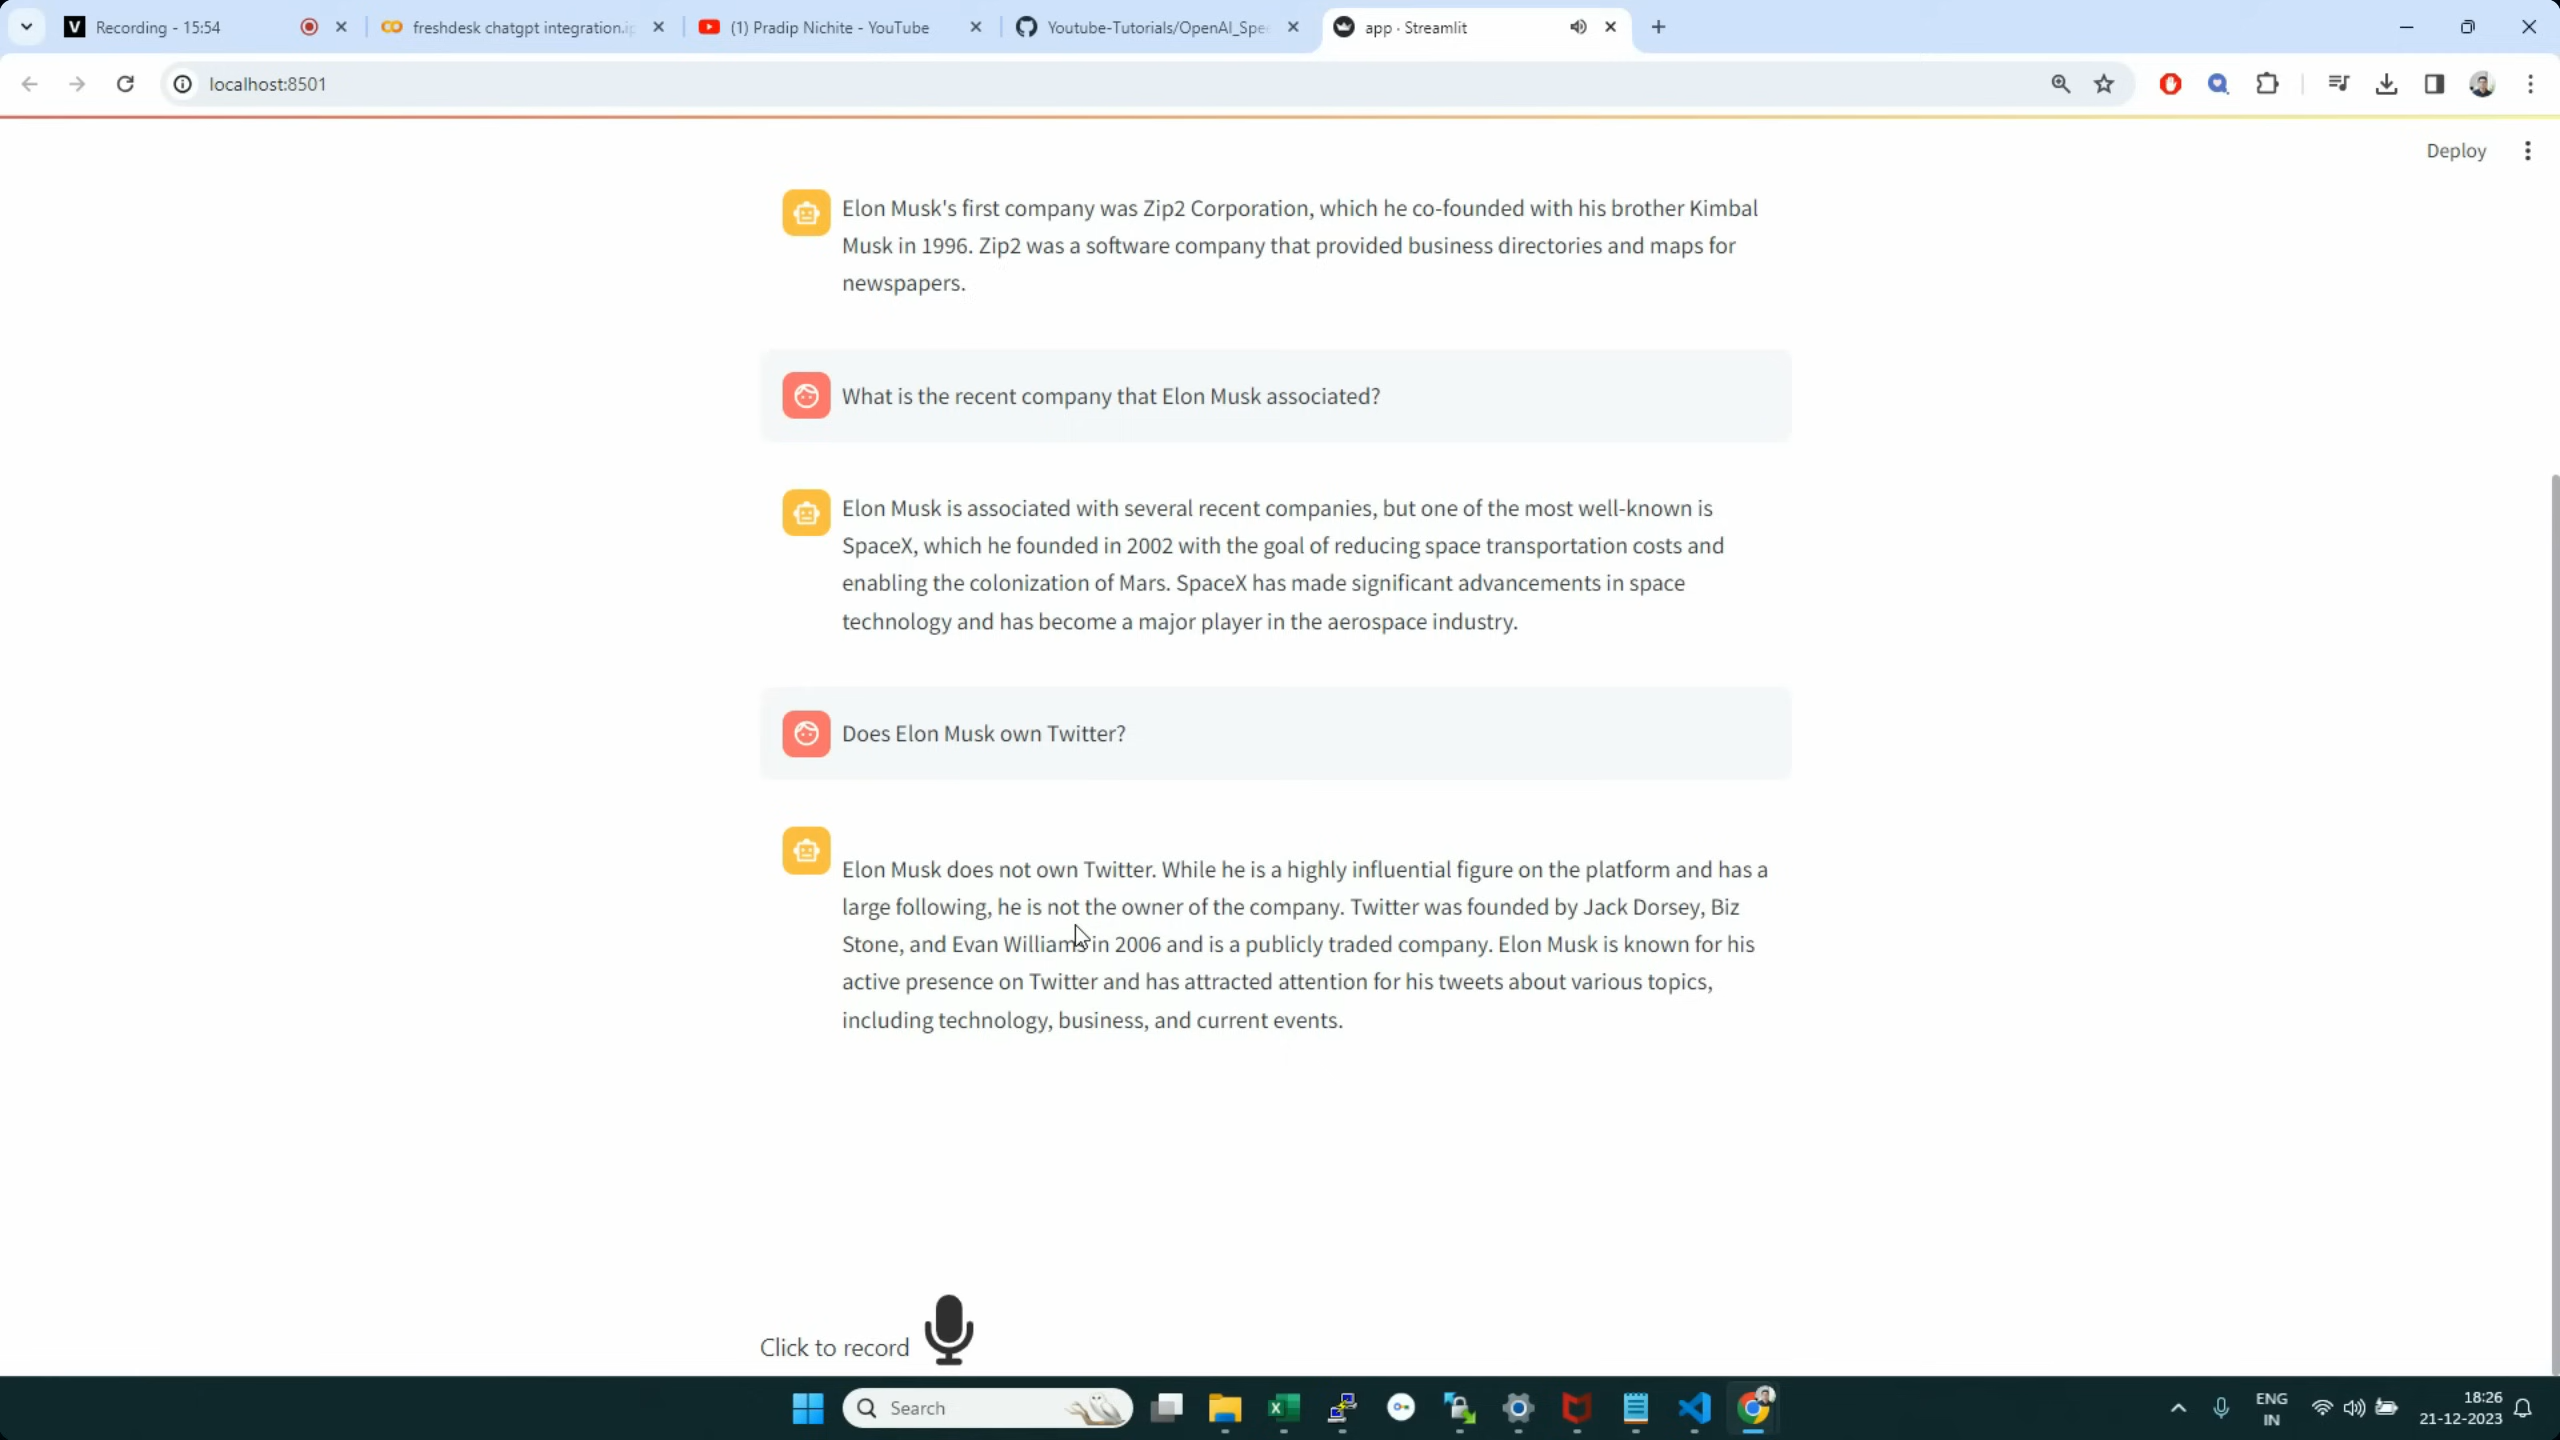 Recording - 15:54
freshdesk chatgpt integration.ip
(1) Pradip Nichite - YouTube
Youtube-Tutorials/OpenAI_Spee
app · Streamlit
localhost:8501
Deploy
Elon Musk's first company was Zip2 Corporation, which he co-founded with his brother Kimbal
Musk in 1996. Zip2 was a software company that provided business directories and maps for
newspapers.
What is the recent company that Elon Musk associated?
Elon Musk is associated with several recent companies, but one of the most well-known is
SpaceX, which he founded in 2002 with the goal of reducing space transportation costs and
enabling the colonization of Mars. SpaceX has made significant advancements in space
technology and has become a major player in the aerospace industry.
Does Elon Musk own Twitter?
Elon Musk does not own Twitter. While he is a highly influential figure on the platform and has a
large following, he is not the owner of the company. Twitter was founded by Jack Dorsey, Biz
Stone, and Evan Williams in 2006 and is a publicly traded company. Elon Musk is known for his
active presence on Twitter and has attracted attention for his tweets about various topics,
including technology, business, and current events.
Click to record
Search
ENG
IN
18:26
21-12-2023